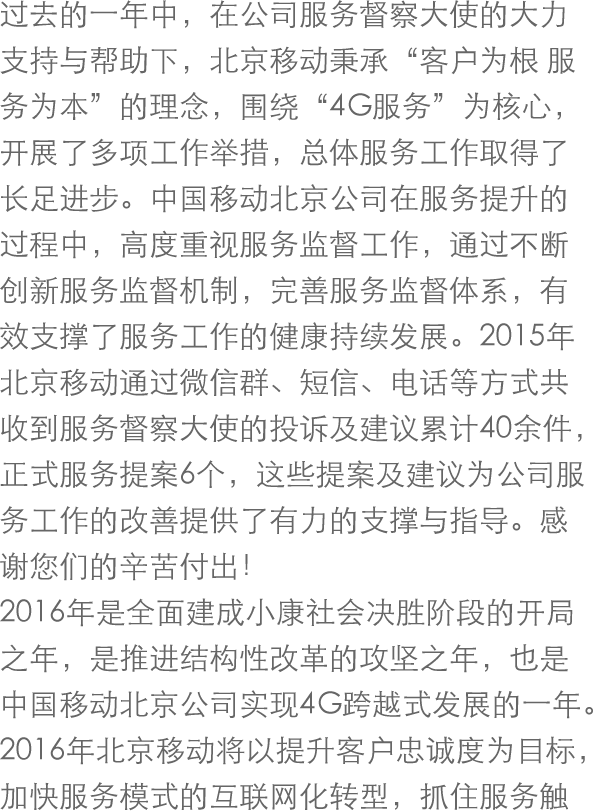 过去的一年中，在公司服务督察大使的大力
支持与帮助下，北京移动秉承“客户为根 服
务为本”的理念，围绕“4G服务”为核心，
开展了多项工作举措，总体服务工作取得了
长足进步。中国移动北京公司在服务提升的
过程中，高度重视服务监督工作，通过不断
创新服务监督机制，完善服务监督体系，有
效支撑了服务工作的健康持续发展。2015年
北京移动通过微信群、短信、电话等方式共
收到服务督察大使的投诉及建议累计40余件，
正式服务提案6个，这些提案及建议为公司服
务工作的改善提供了有力的支撑与指导。感
谢您们的辛苦付出！
2016年是全面建成小康社会决胜阶段的开局
之年，是推进结构性改革的攻坚之年，也是
中国移动北京公司实现4G跨越式发展的一年。
2016年北京移动将以提升客户忠诚度为目标，
加快服务模式的互联网化转型，抓住服务触